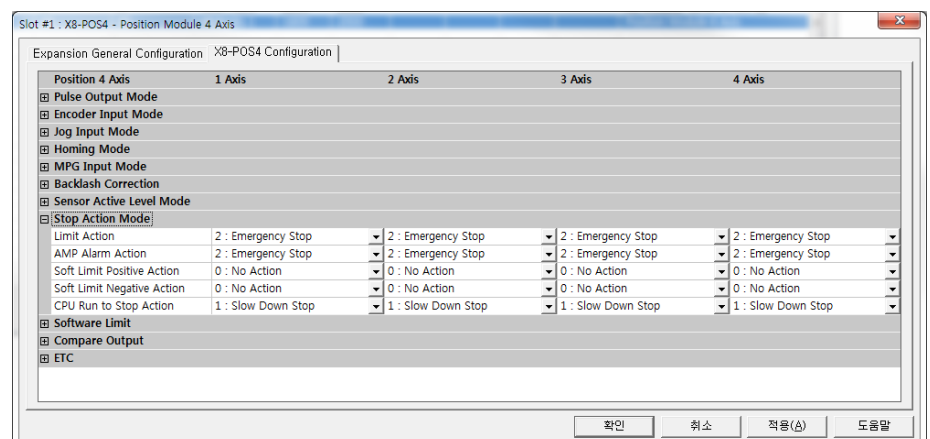 Slot #1 : X8-POS4 - Position Module 4 Axis
Expansion General Configuration X8-POS4 Configuration
Position 4 Axis 1 Axis 2 Axis 3 Axis 4 Axis
Pulse Output Mode
Encoder Input Mode
Jog Input Mode
Homing Mode
MPG Input Mode
Backlash Correction
Sensor Active Level Mode
Stop Action Mode
Limit Action 2 : Emergency Stop 2 : Emergency Stop 2 : Emergency Stop 2 : Emergency Stop
AMP Alarm Action 2 : Emergency Stop 2 : Emergency Stop 2 : Emergency Stop 2 : Emergency Stop
Soft Limit Positive Action 0 : No Action 0 : No Action 0 : No Action 0 : No Action
Soft Limit Negative Action 0 : No Action 0 : No Action 0 : No Action 0 : No Action
CPU Run to Stop Action 1 : Slow Down Stop 1 : Slow Down Stop 1 : Slow Down Stop 1 : Slow Down Stop
Software Limit
Compare Output
ETC
확인 취소 적용(A) 도움말